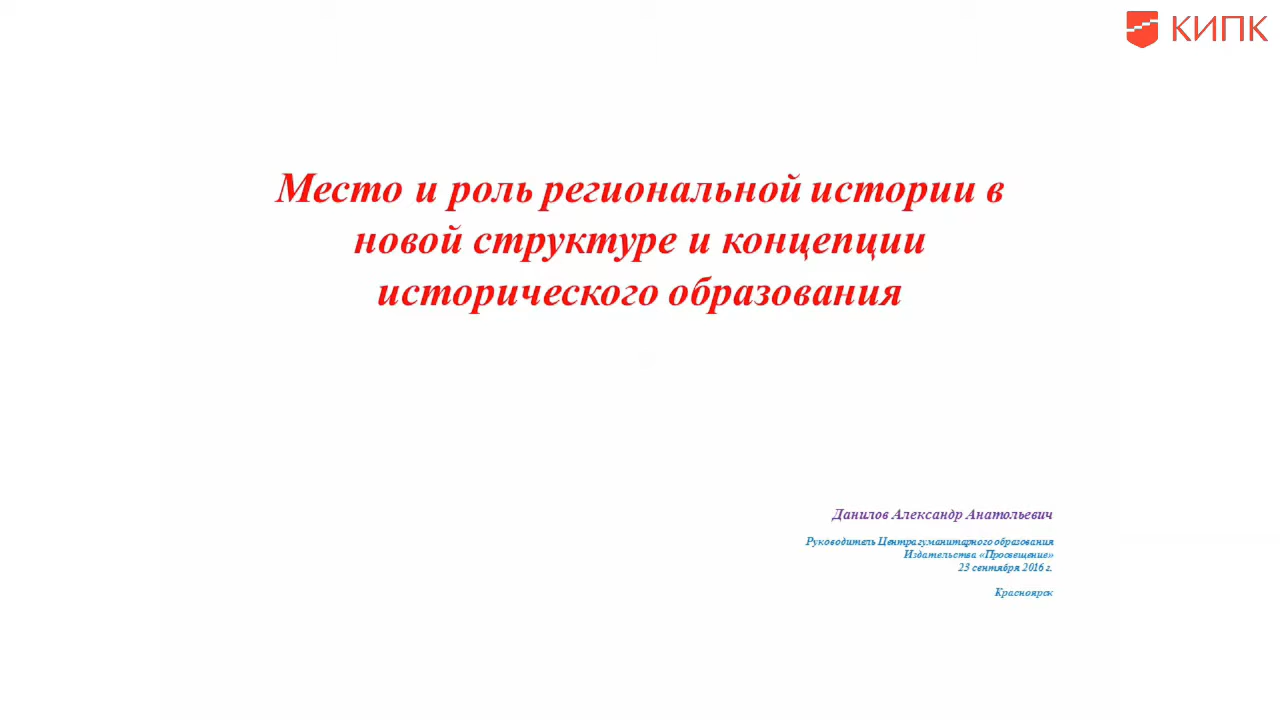 КИПК
Место и роль региональной истории в
новой структуре и концепции
исторического образования
Данилов Александр Анатольевич
Руководитель Центра гуманитарного образования
Издательства «Просвещение»
23 сентября 2016 г.
Красноярск